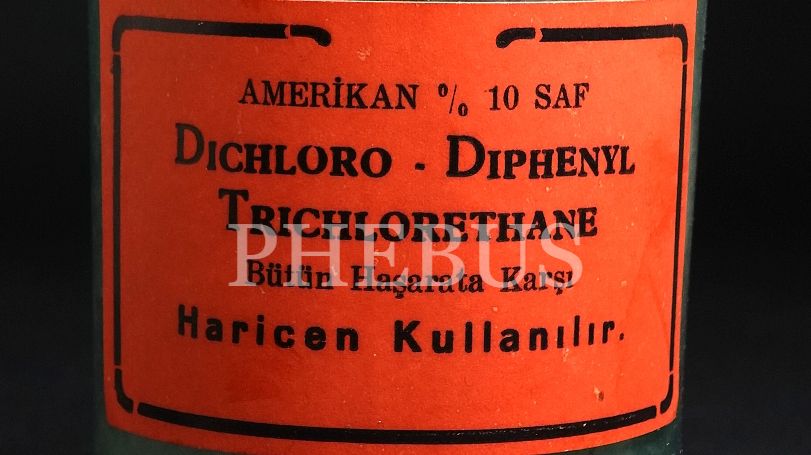 AMERİKAN % 10 SAF
DICHLORO - DIPHENYL
TRICHLORETHANE
PHEBUS
Bütün Haşarata Karşı
Haricen Kullanılır.